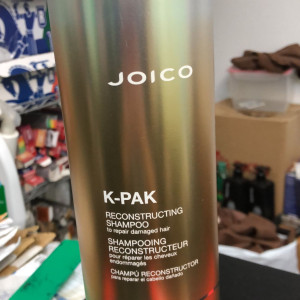 JOICO
K-PAK
RECONSTRUCTING
SHAMPOO
to repair damaged hair
SHAMPOOING
RECONSTRUCTEUR
pour réparer les cheveux
endommagés
CHAMPÚ RECONSTRUCTOR
para reparar el cabello dañado